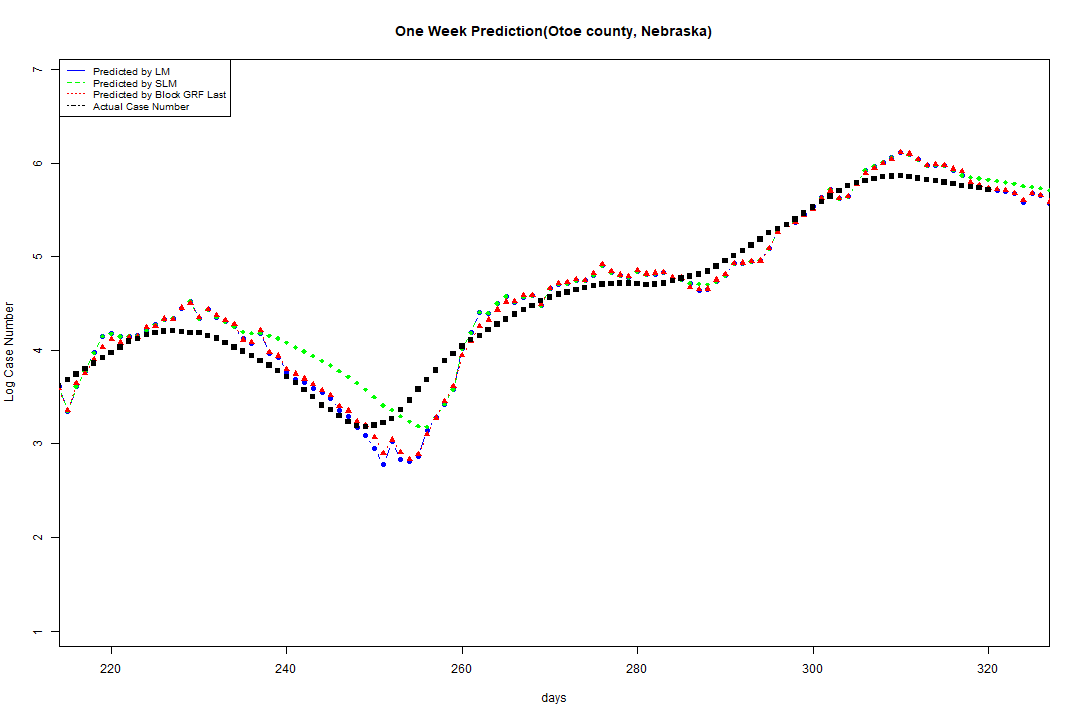 One Week Prediction(Otoe county, Nebraska)
Predicted by LM
Predicted by SLM
Predicted by Block GRF Last
Actual Case Number
7
6
5
4
3
2
1
Log Case Number
220 240 260 280 300 320
days